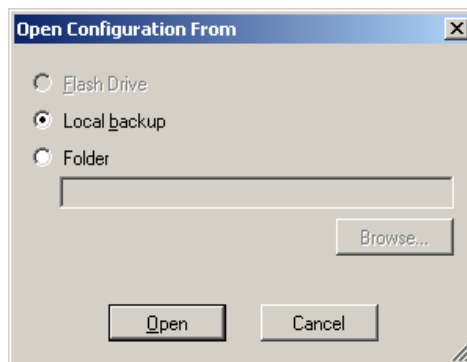 Open Configuration From
Flash Drive
Local backup
Folder
Browse...
Open
Cancel